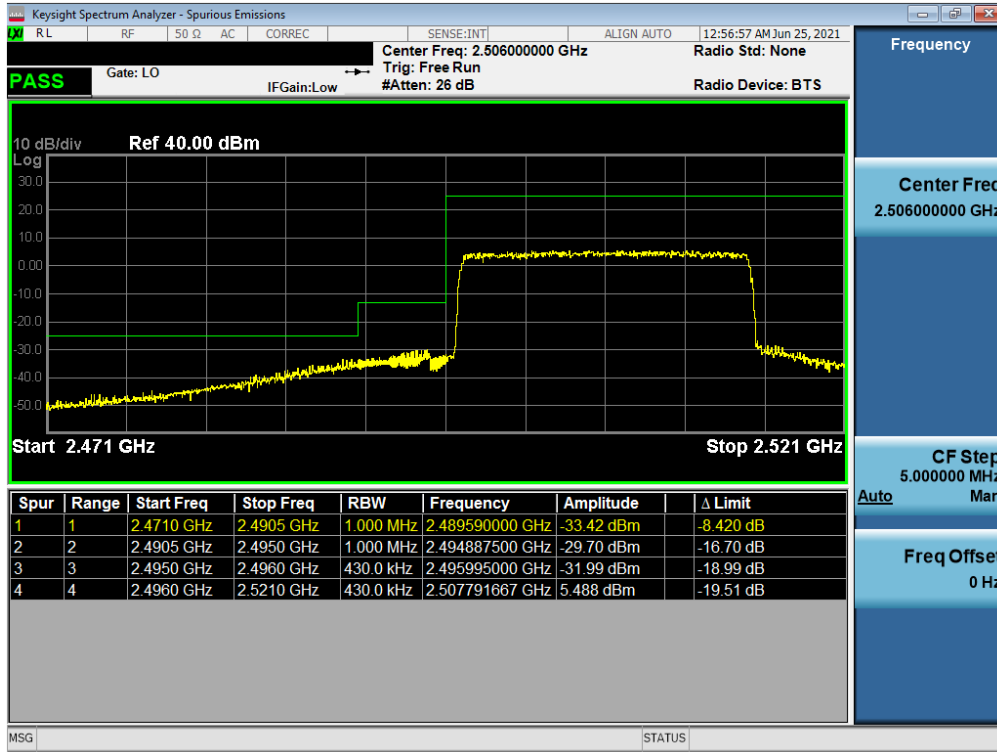 Keysight Spectrum Analyzer - Spurious Emissions
LXI RL RF 50 Ω AC CORREC SENSE:INT ALIGN AUTO 12:56:57 AM Jun 25, 2021
Center Freq: 2.506000000 GHz Radio Std: None
Trig: Free Run
PASS Gate: LO IFGain:Low #Atten: 26 dB Radio Device: BTS
10 dB/div Ref 40.00 dBm
Log
30.0
20.0
10.0
0.00
-10.0
-20.0
-30.0
-40.0
-50.0
Start 2.471 GHz Stop 2.521 GHz
Spur Range Start Freq Stop Freq RBW Frequency Amplitude Δ Limit
1 1 2.4710 GHz 2.4905 GHz 1.000 MHz 2.489590000 GHz -33.42 dBm -8.420 dB
2 2 2.4905 GHz 2.4950 GHz 1.000 MHz 2.494887500 GHz -29.70 dBm -16.70 dB
3 3 2.4950 GHz 2.4960 GHz 430.0 kHz 2.495995000 GHz -31.99 dBm -18.99 dB
4 4 2.4960 GHz 2.5210 GHz 430.0 kHz 2.507791667 GHz 5.488 dBm -19.51 dB
MSG STATUS
Frequency
Center Freq
2.506000000 GHz
CF Step
5.000000 MHz
Auto Man
Freq Offset
0 Hz